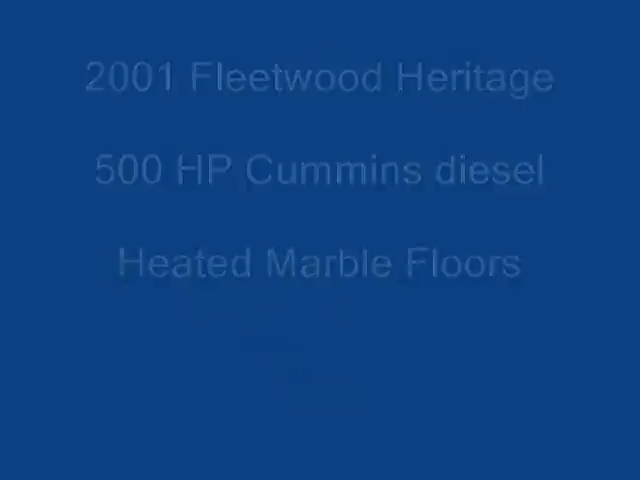 2001 Fleetwood Heritage
500 HP Cummins diesel
Heated Marble Floors